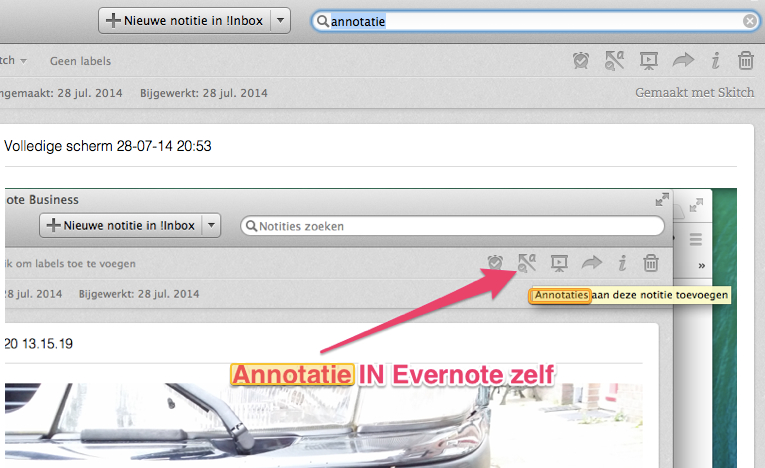 Nieuwe notitie in !Inbox
annotatie
tch
Geen labels
ngemaakt: 28 jul. 2014 Bijgewerkt: 28 jul. 2014
Gemaakt met Skitch
Volledige scherm 28-07-14 20:53
ote Business
Nieuwe notitie in !Inbox
Notities zoeken
ik om labels toe te voegen
28 jul. 2014 Bijgewerkt: 28 jul. 2014
Annotaties aan deze notitie toevoegen
20 13.15.19
Annotatie IN Evernote zelf